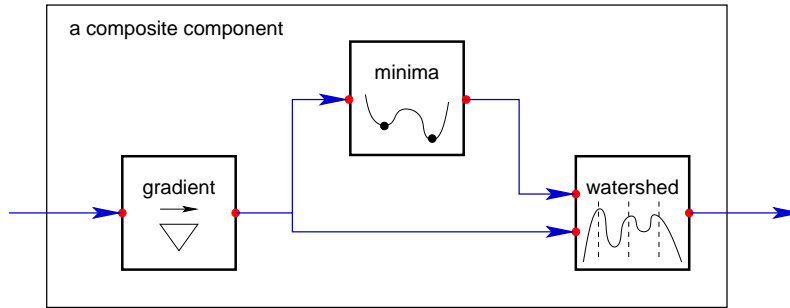 a composite component
minima
gradient
watershed